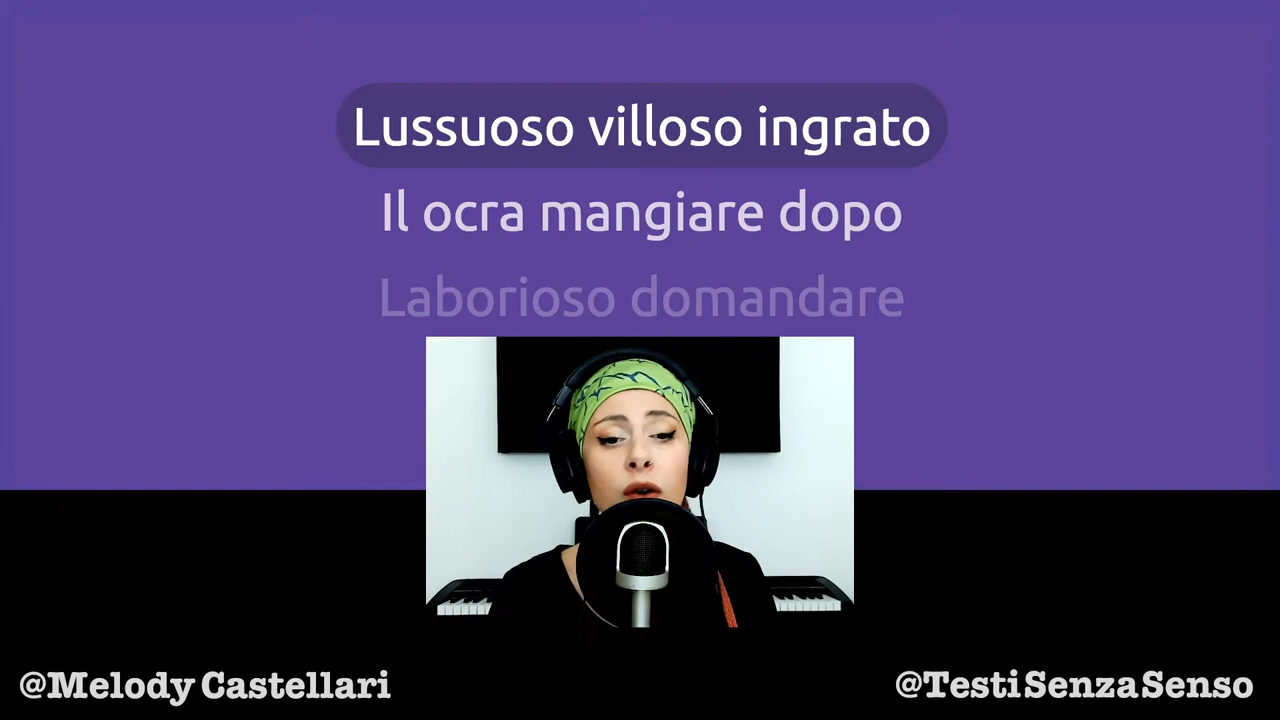 Lussuoso villoso ingrato
Il ocra mangiare dopo
Laborioso domandare
@Melody Castellari
@TestiSenzaSenso